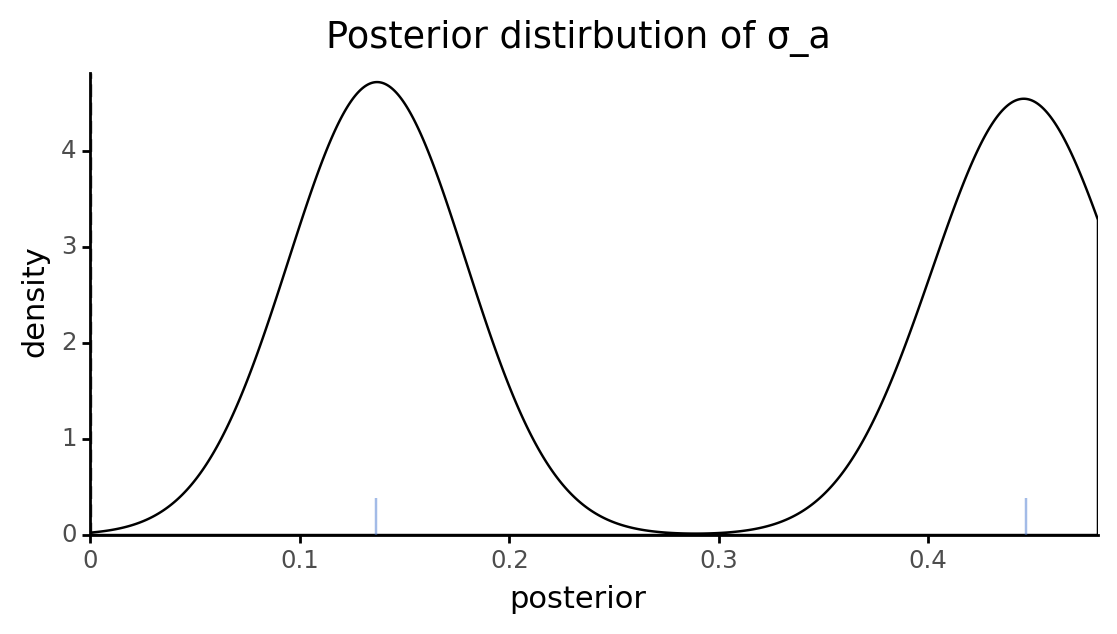 Posterior distirbution of σ_a
density
4
3
2
1
0
0 0.1 0.2 0.3 0.4
posterior